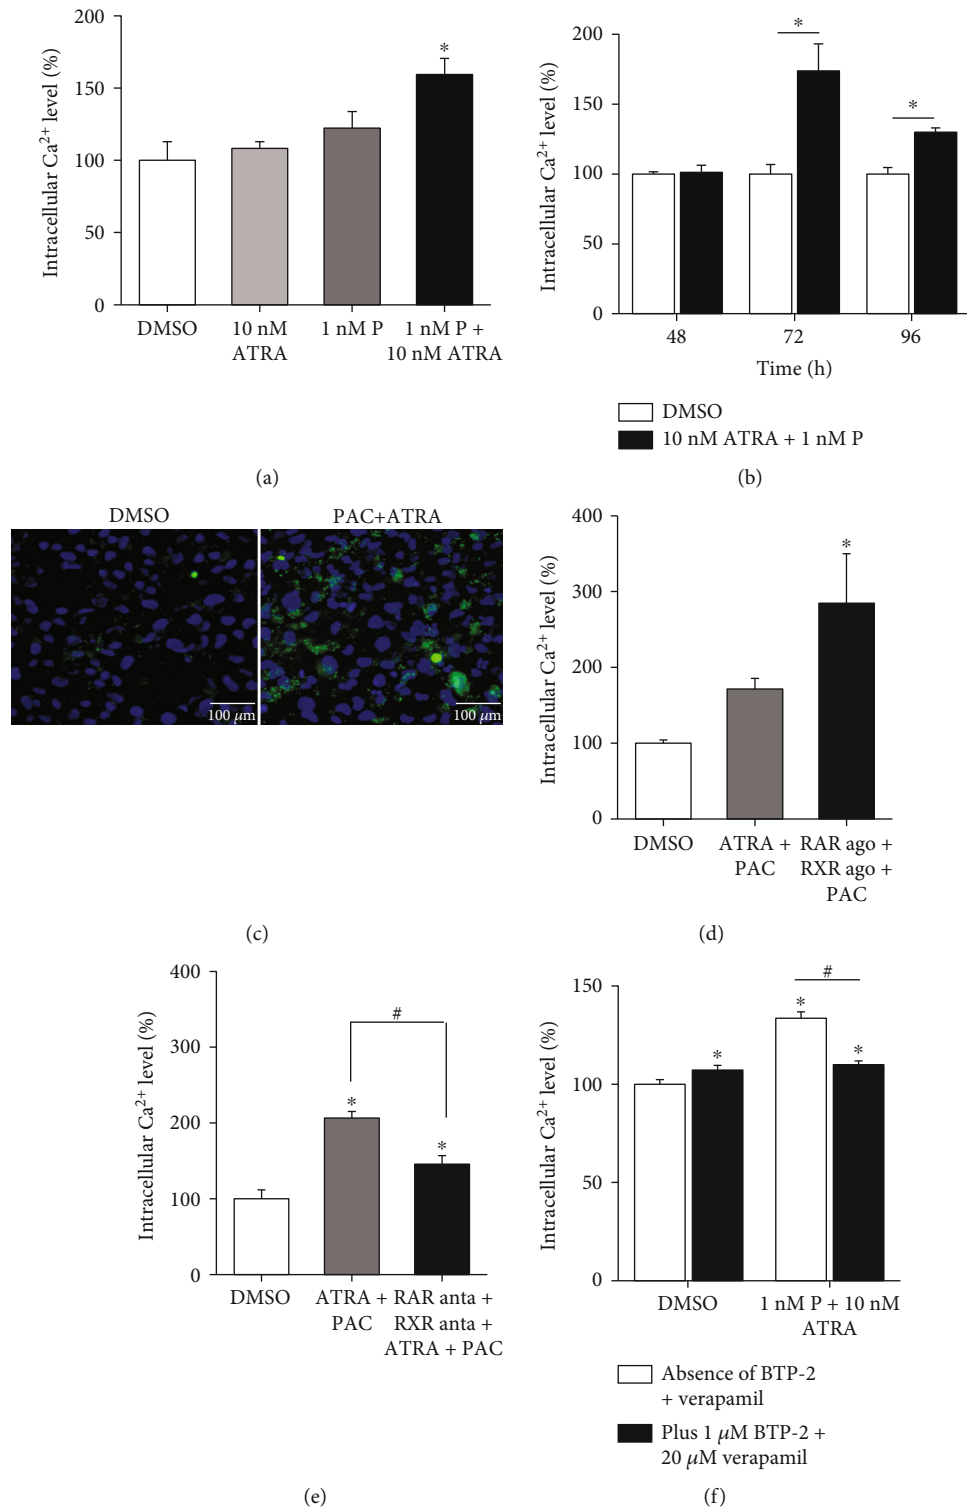 Intracellular Ca²⁺ level (%)
200
150
100
50
0
*
DMSO
10 nM
ATRA
1 nM P
1 nM P +
10 nM ATRA
(a)
Intracellular Ca²⁺ level (%)
200
150
100
50
0
*
*
48
72
96
Time (h)
DMSO
10 nM ATRA + 1 nM P
(b)
DMSO
PAC+ATRA
100 μm
100 μm
(c)
Intracellular Ca²⁺ level (%)
400
300
200
100
0
*
DMSO
ATRA +
PAC
RAR ago +
RXR ago +
PAC
(d)
Intracellular Ca²⁺ level (%)
400
300
200
100
0
#
*
*
DMSO
ATRA +
PAC
RAR anta +
RXR anta +
ATRA + PAC
(e)
Intracellular Ca²⁺ level (%)
150
100
50
0
#
*
*
*
DMSO
1 nM P + 10 nM
ATRA
Absence of BTP-2
+ verapamil
Plus 1 μM BTP-2 +
20 μM verapamil
(f)